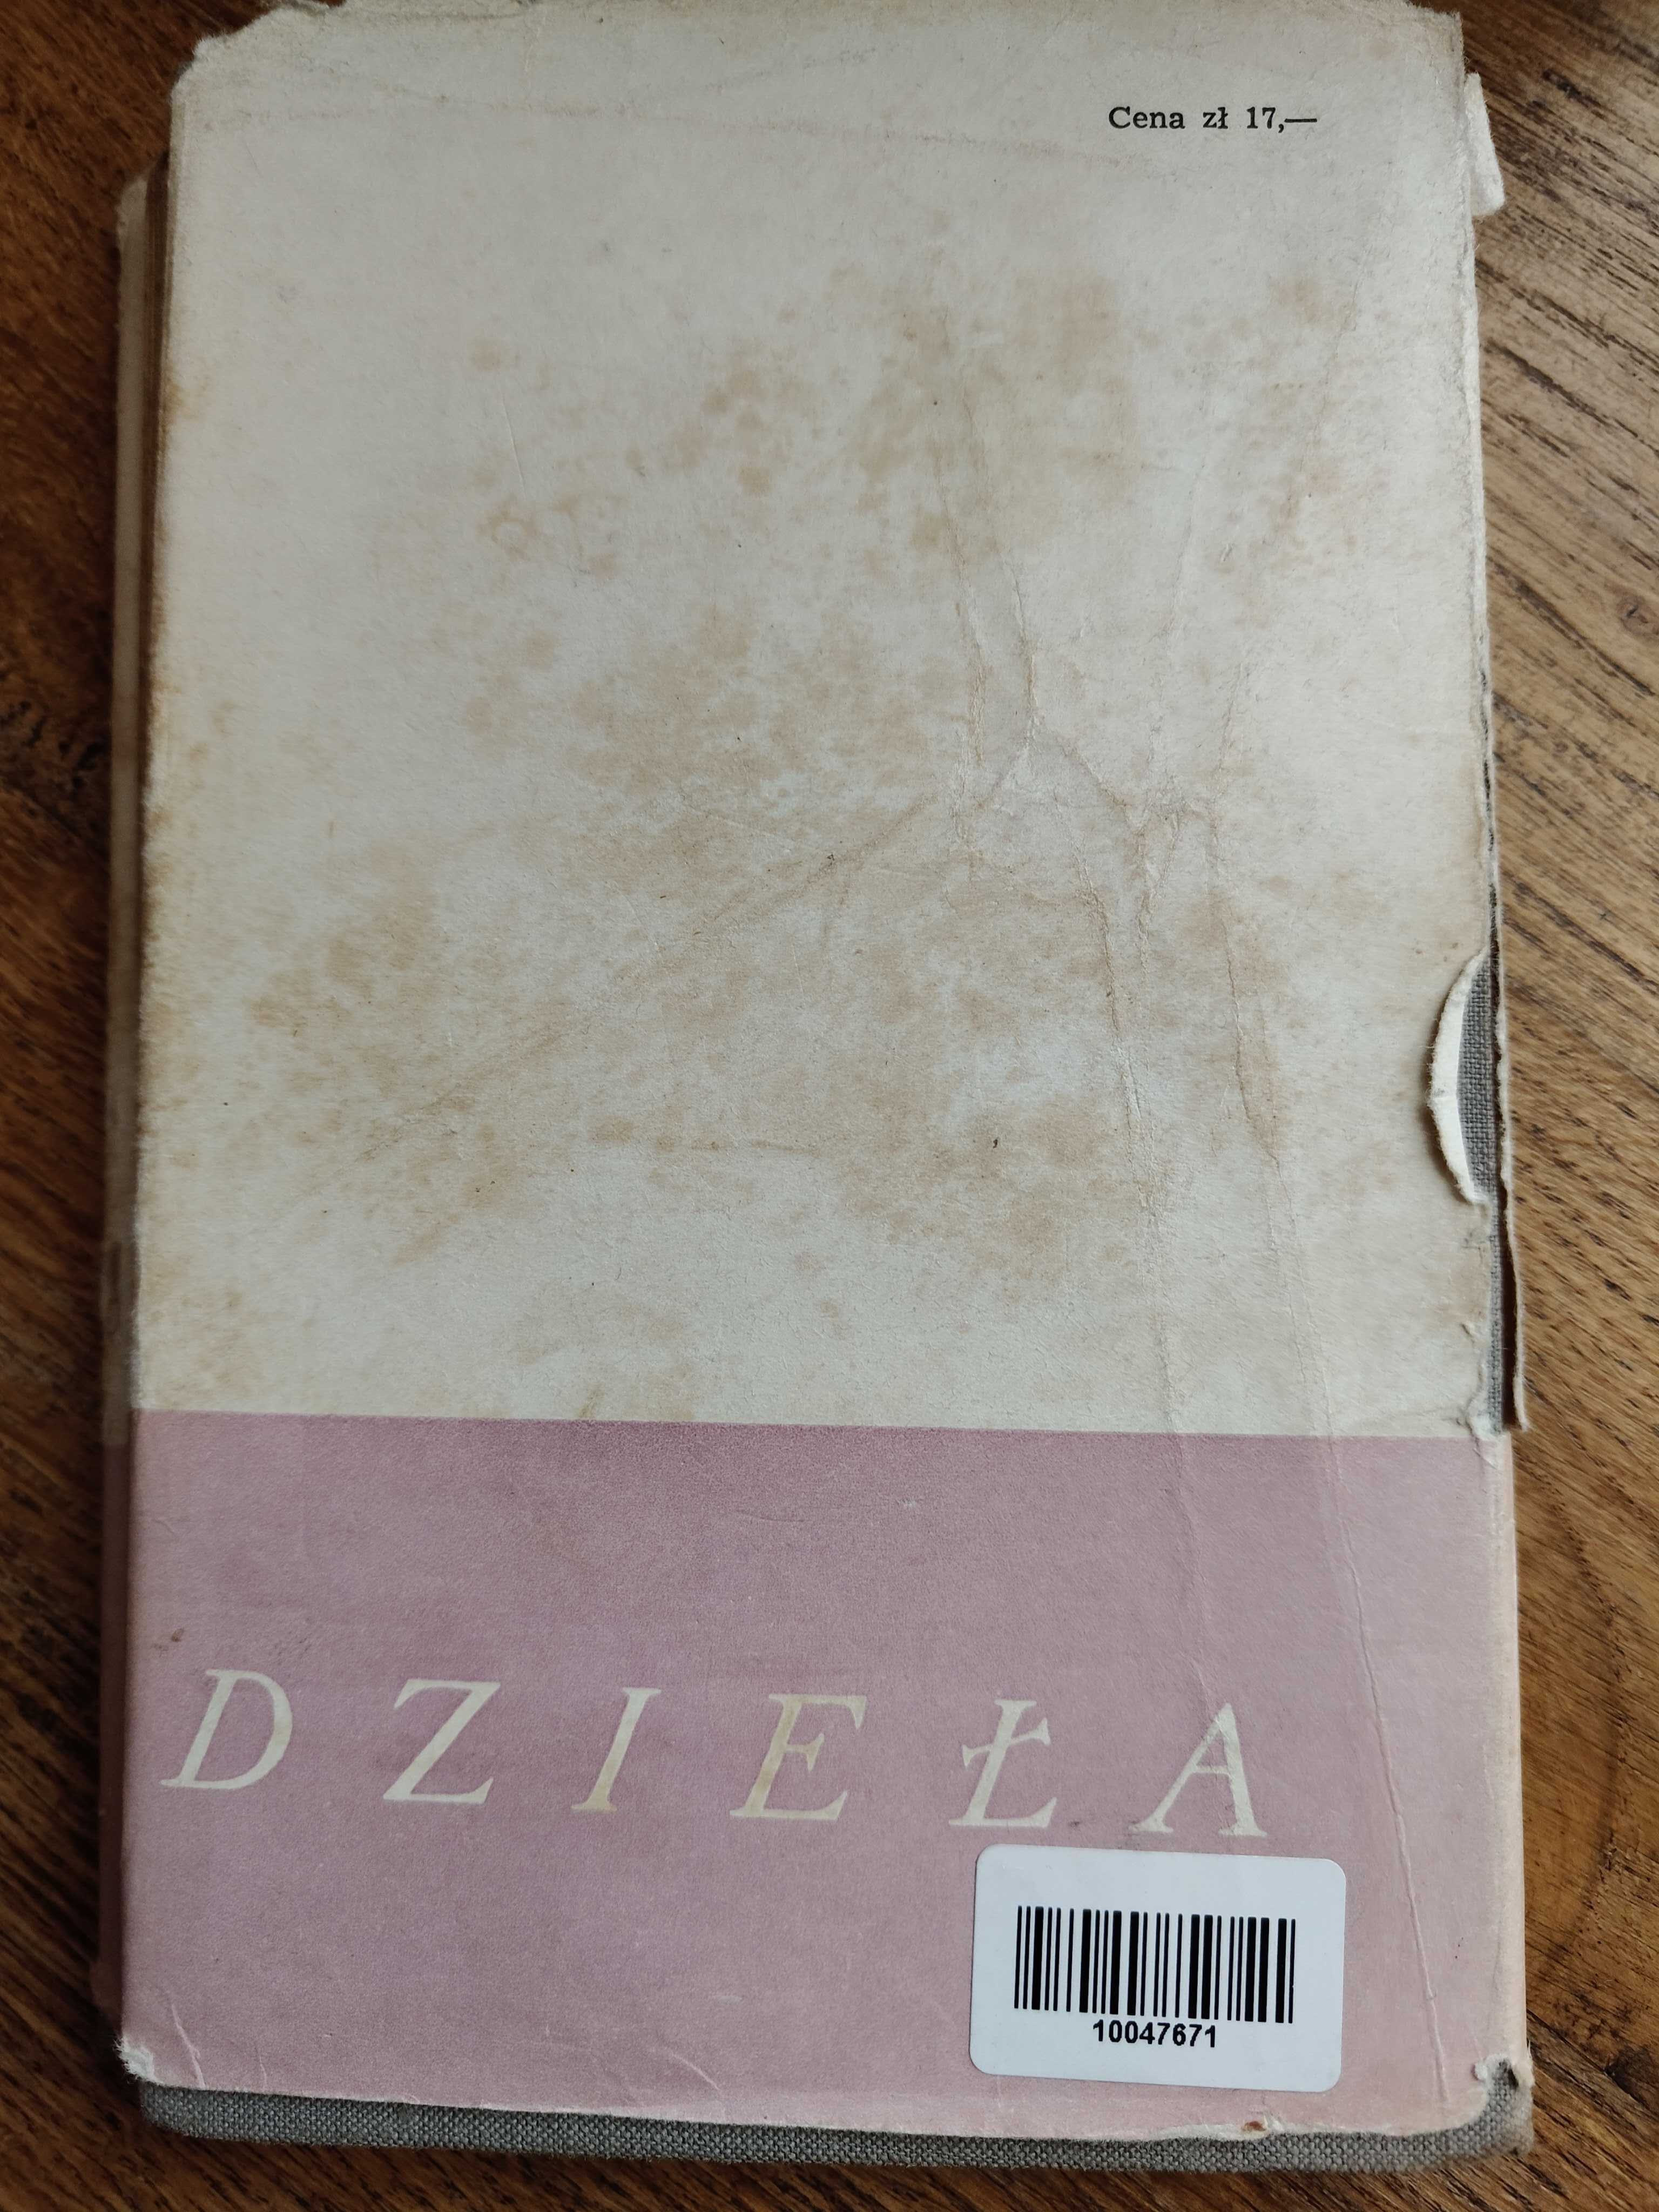 Cena zł 17,—
DZIEŁA
10047671